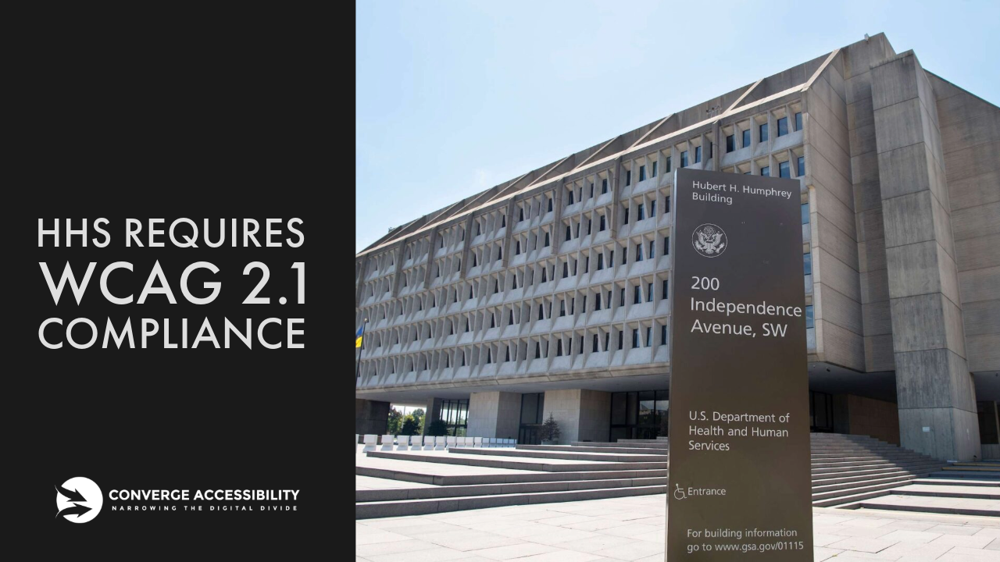 HHS REQUIRES
WCAG 2.1
COMPLIANCE
CONVERGE ACCESSIBILITY
NARROWING THE DIGITAL DIVIDE
Hubert H. Humphrey
Building
200
Independence
Avenue, SW
U.S. Department of
Health and Human
Services
Entrance
For building information
go to www.gsa.gov/01115